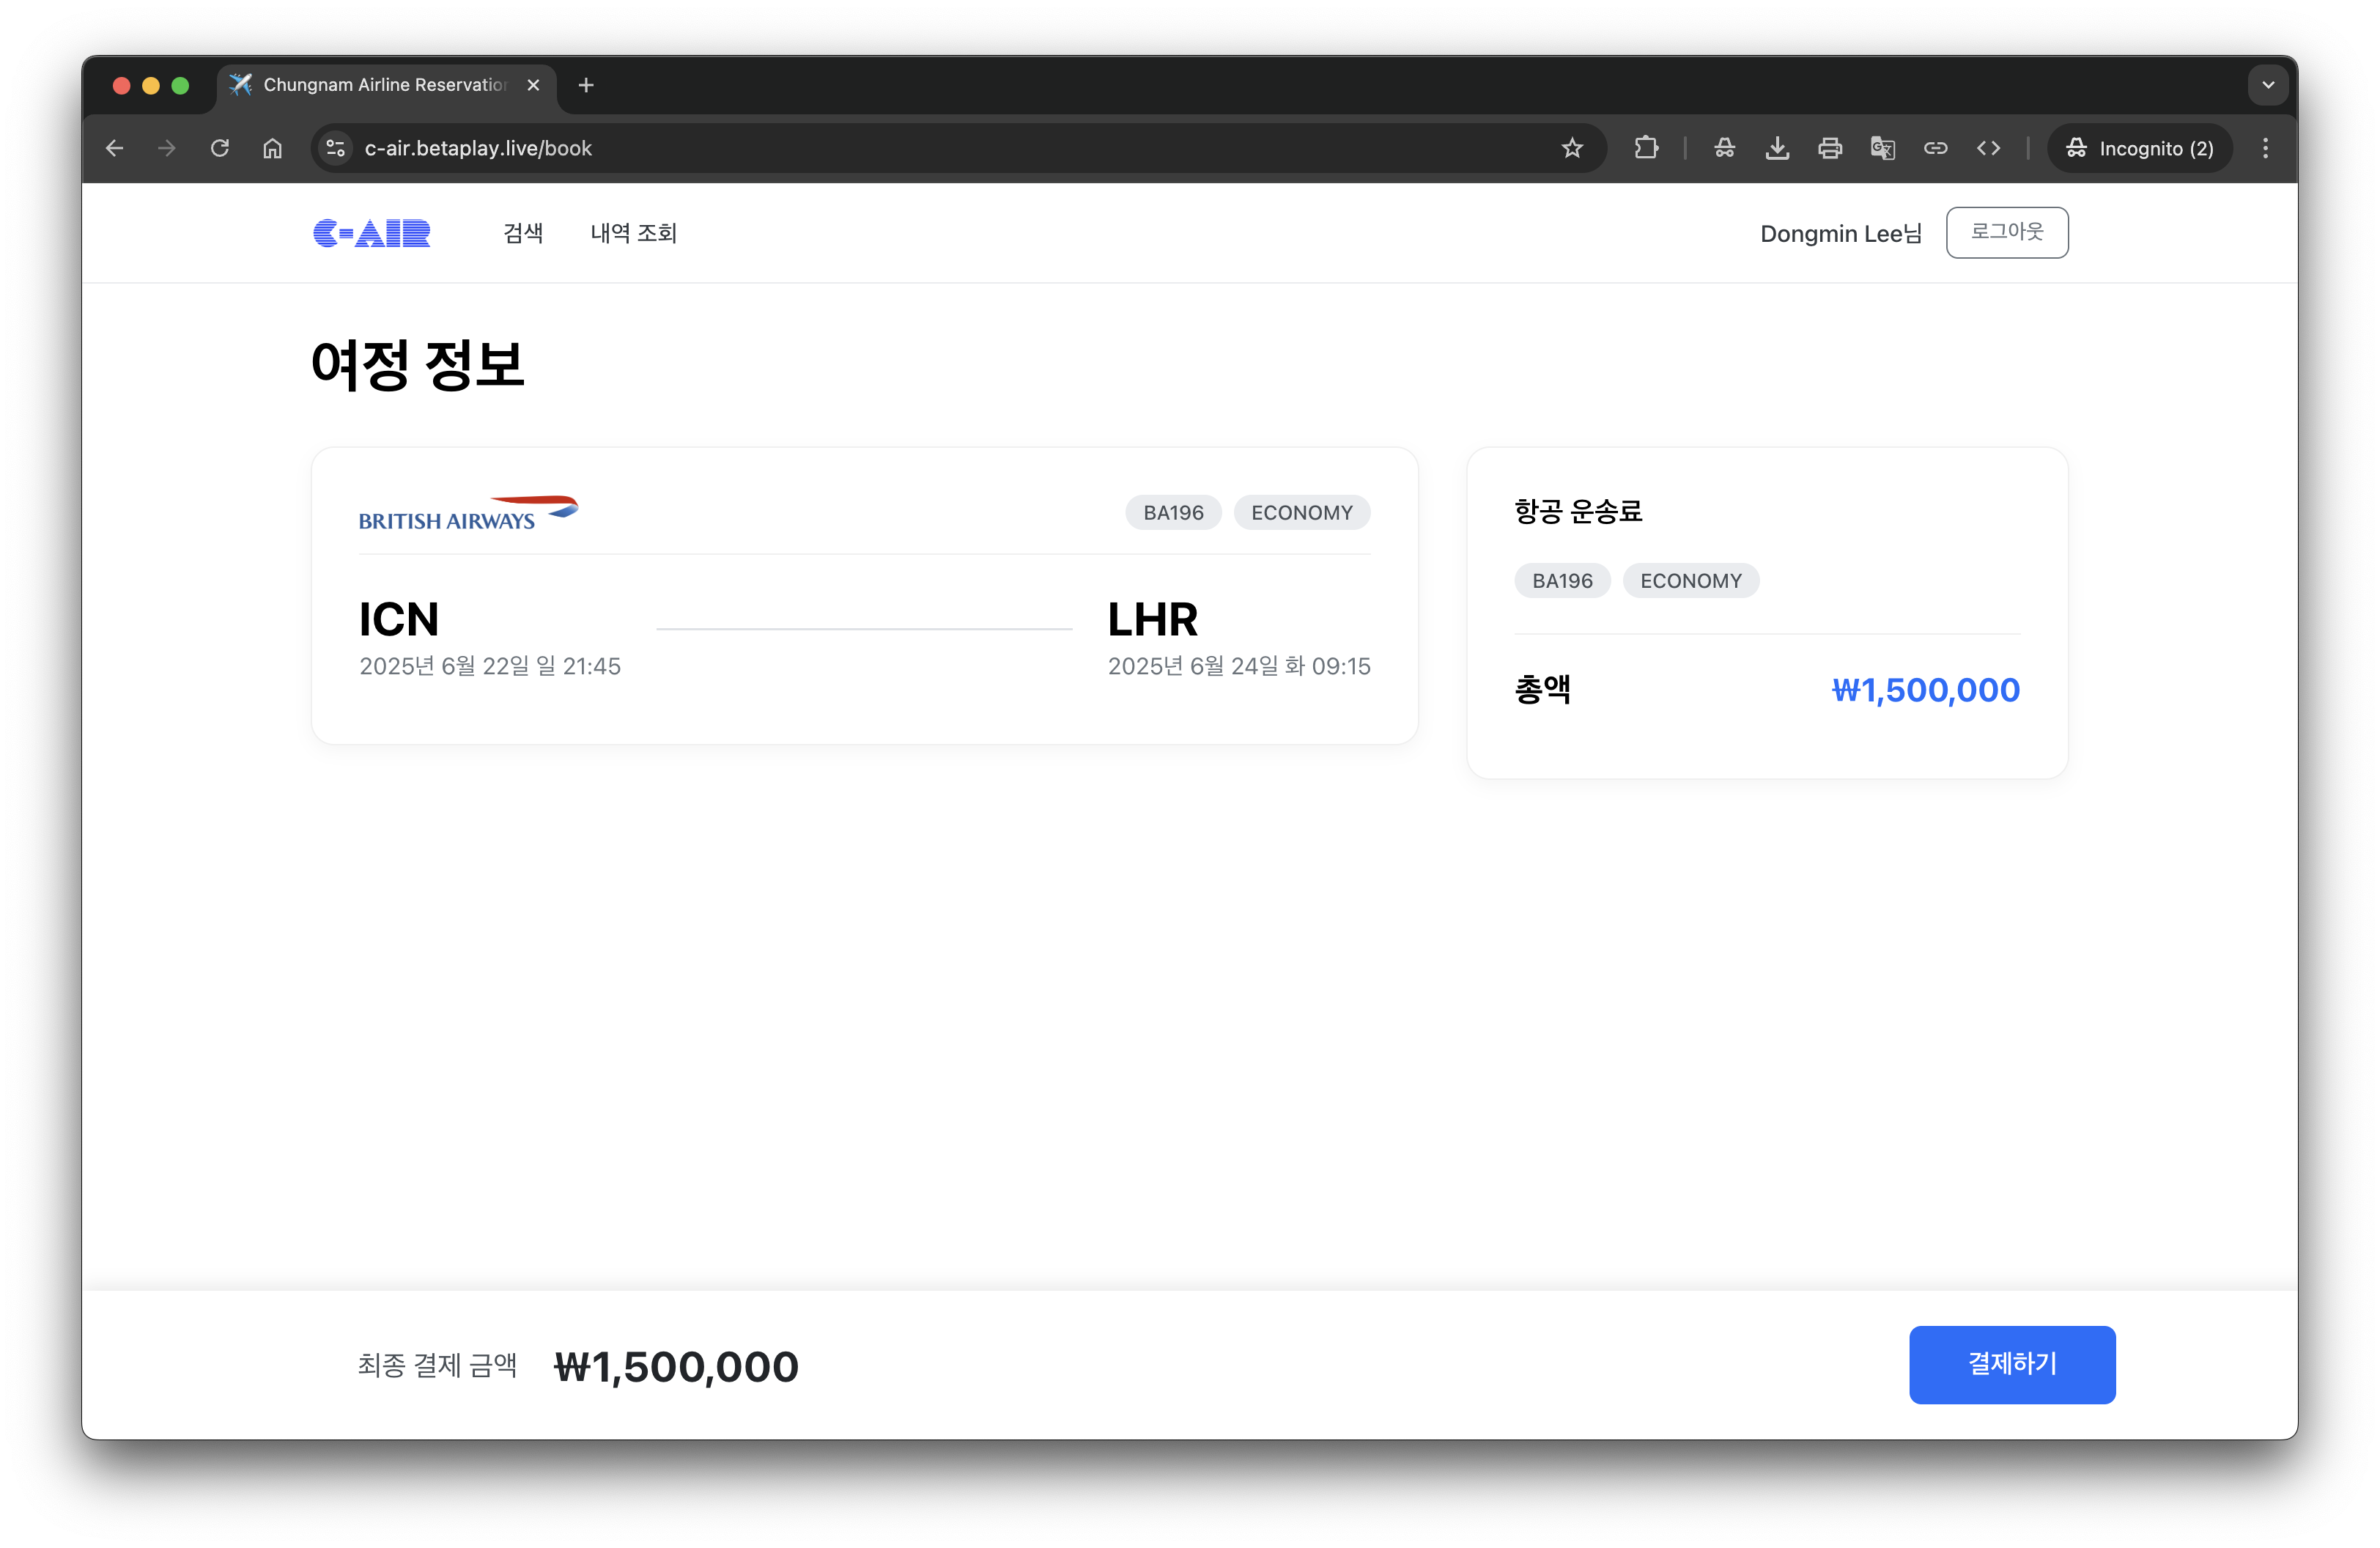 Chungnam Airline Reservation
c-air.betaplay.live/book
Incognito (2)
C-AIR
검색
내역 조회
Dongmin Lee님
로그아웃
여정 정보
BRITISH AIRWAYS
BA196
ECONOMY
ICN
2025년 6월 22일 일 21:45
LHR
2025년 6월 24일 화 09:15
항공 운송료
BA196
ECONOMY
총액
₩1,500,000
최종 결제 금액
₩1,500,000
결제하기